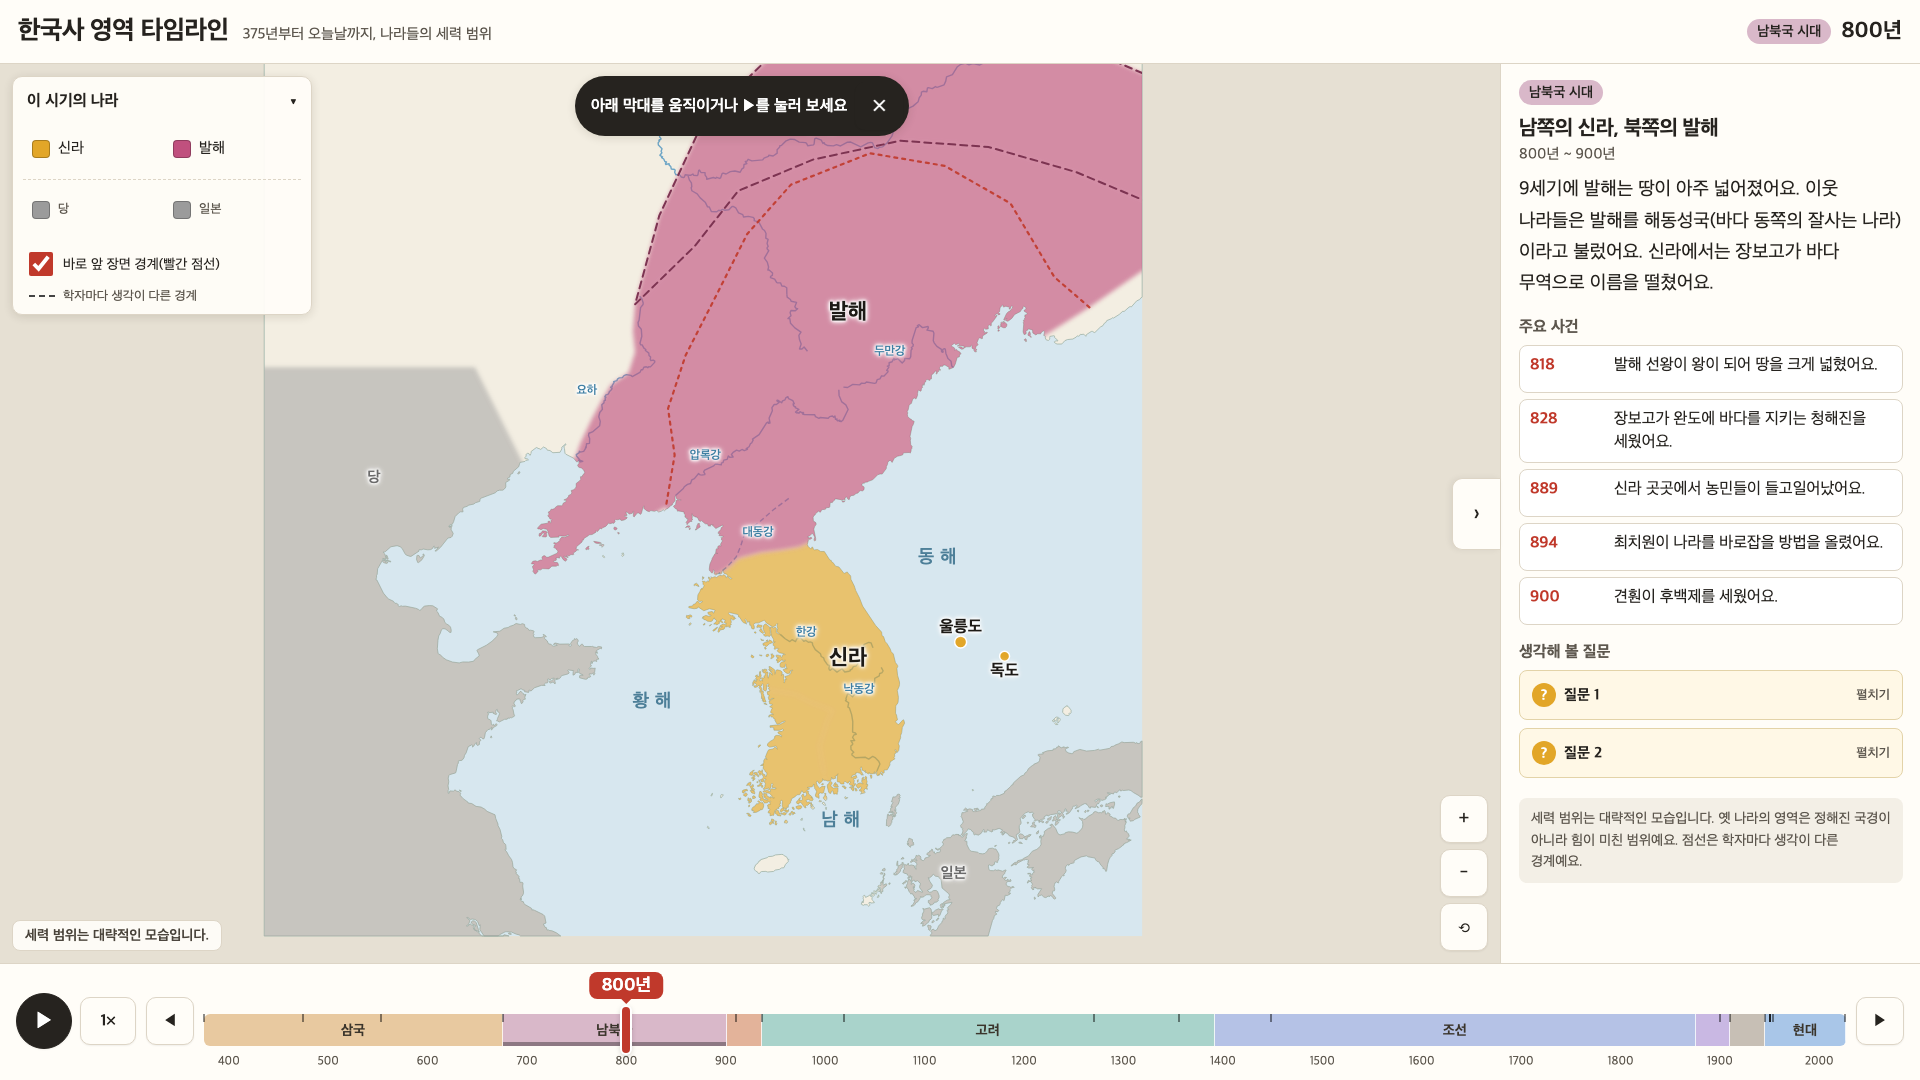 한국사 영역 타임라인
375년부터 오늘날까지, 나라들의 세력 범위
남북국 시대
800년
이 시기의 나라 ▾
신라
발해
당
일본
바로 앞 장면 경계(빨간 점선)
학자마다 생각이 다른 경계
아래 막대를 움직이거나 ▶를 눌러 보세요 ✕
발해
두만강
요하
압록강
당
대동강
동 해
울릉도
한강
신라
독도
낙동강
황 해
남 해
일본
›
+
−
⟲
세력 범위는 대략적인 모습입니다.
남북국 시대
남쪽의 신라, 북쪽의 발해
800년 ~ 900년
9세기에 발해는 땅이 아주 넓어졌어요. 이웃
나라들은 발해를 해동성국(바다 동쪽의 잘사는 나라)
이라고 불렀어요. 신라에서는 장보고가 바다
무역으로 이름을 떨쳤어요.
주요 사건
818 발해 선왕이 왕이 되어 땅을 크게 넓혔어요.
828 장보고가 완도에 바다를 지키는 청해진을
세웠어요.
889 신라 곳곳에서 농민들이 들고일어났어요.
894 최치원이 나라를 바로잡을 방법을 올렸어요.
900 견훤이 후백제를 세웠어요.
생각해 볼 질문
? 질문 1 펼치기
? 질문 2 펼치기
세력 범위는 대략적인 모습입니다. 옛 나라의 영역은 정해진 국경이
아니라 힘이 미친 범위예요. 점선은 학자마다 생각이 다른
경계예요.
800년
1×
삼국
남북
고려
조선
현대
400 500 600 700 800 900 1000 1100 1200 1300 1400 1500 1600 1700 1800 1900 2000